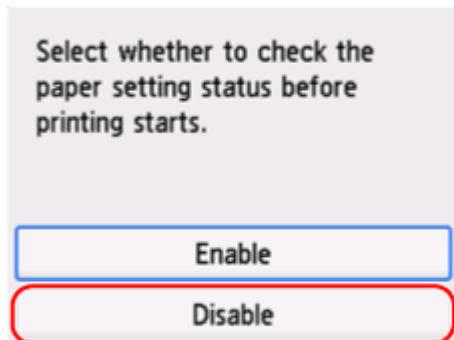 Select whether to check the
paper setting status before
printing starts.
Enable
Disable